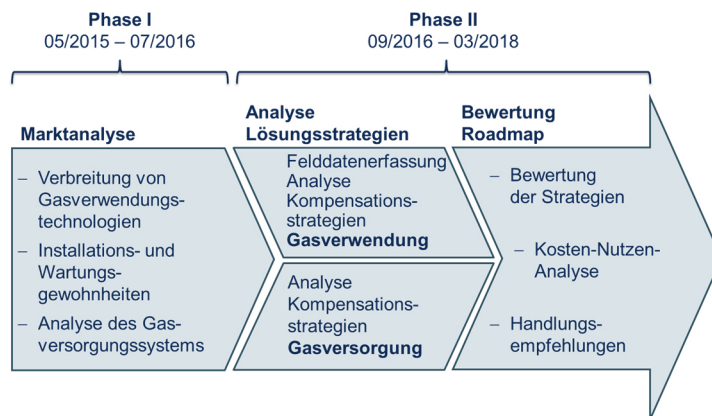 Phase I
05/2015 – 07/2016
Phase II
09/2016 – 03/2018
Marktanalyse
– Verbreitung von
Gasverwendungs-
technologien
– Installations- und
Wartungs-
gewohnheiten
– Analyse des Gas-
versorgungssystems
Analyse
Lösungsstrategien
Felddatenerfassung
Analyse
Kompensations-
strategien
Gasverwendung
Analyse
Kompensations-
strategien
Gasversorgung
Bewertung
Roadmap
– Bewertung
der Strategien
– Kosten-Nutzen-
Analyse
– Handlungs-
empfehlungen